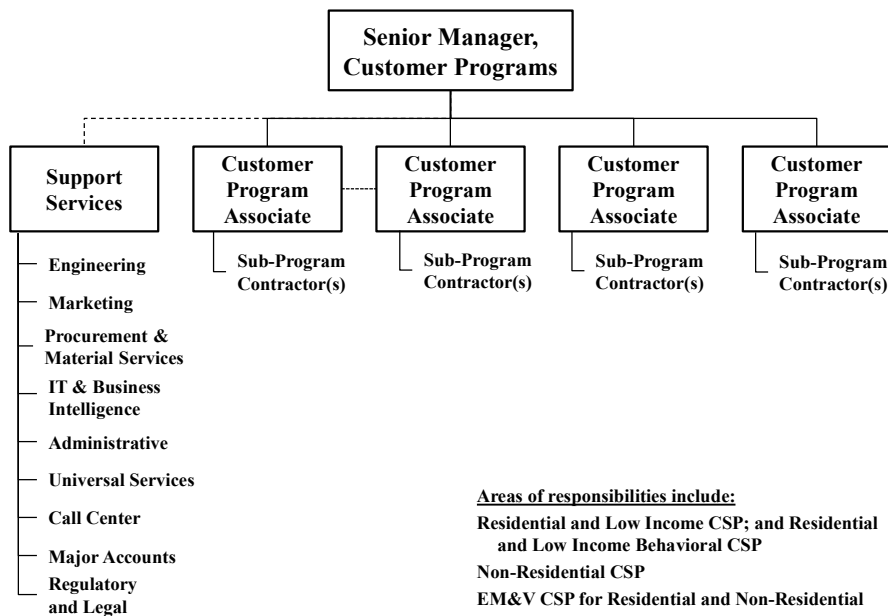 Senior Manager,
Customer Programs
Support
Services
Customer
Program
Associate
Customer
Program
Associate
Customer
Program
Associate
Customer
Program
Associate
Engineering
Marketing
Procurement &
Material Services
IT & Business
Intelligence
Administrative
Universal Services
Call Center
Major Accounts
Regulatory
and Legal
Sub-Program
Contractor(s)
Sub-Program
Contractor(s)
Sub-Program
Contractor(s)
Sub-Program
Contractor(s)
Areas of responsibilities include:
Residential and Low Income CSP; and Residential
and Low Income Behavioral CSP
Non-Residential CSP
EM&V CSP for Residential and Non-Residential